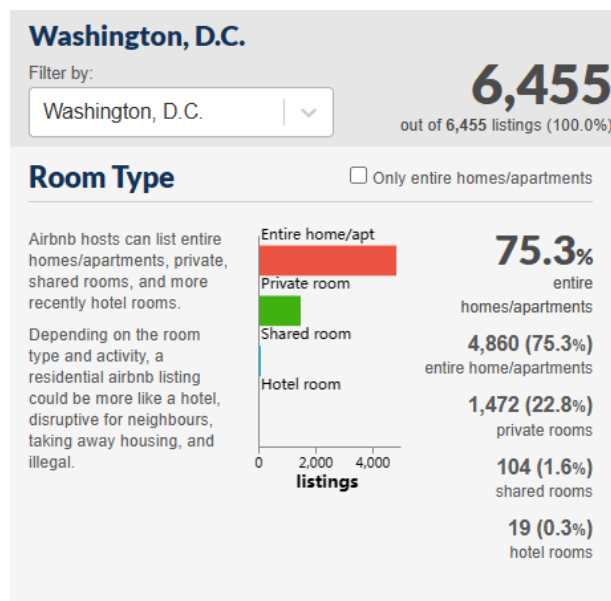 Washington, D.C.
Filter by:
Washington, D.C.
6,455
out of 6,455 listings (100.0%)
Room Type
Only entire homes/apartments
Airbnb hosts can list entire
homes/apartments, private,
shared rooms, and more
recently hotel rooms.
Depending on the room
type and activity, a
residential airbnb listing
could be more like a hotel,
disruptive for neighbours,
taking away housing, and
illegal.
Entire home/apt
Private room
Shared room
Hotel room
0 2,000 4,000
listings
75.3%
entire
homes/apartments
4,860 (75.3%)
entire home/apartments
1,472 (22.8%)
private rooms
104 (1.6%)
shared rooms
19 (0.3%)
hotel rooms